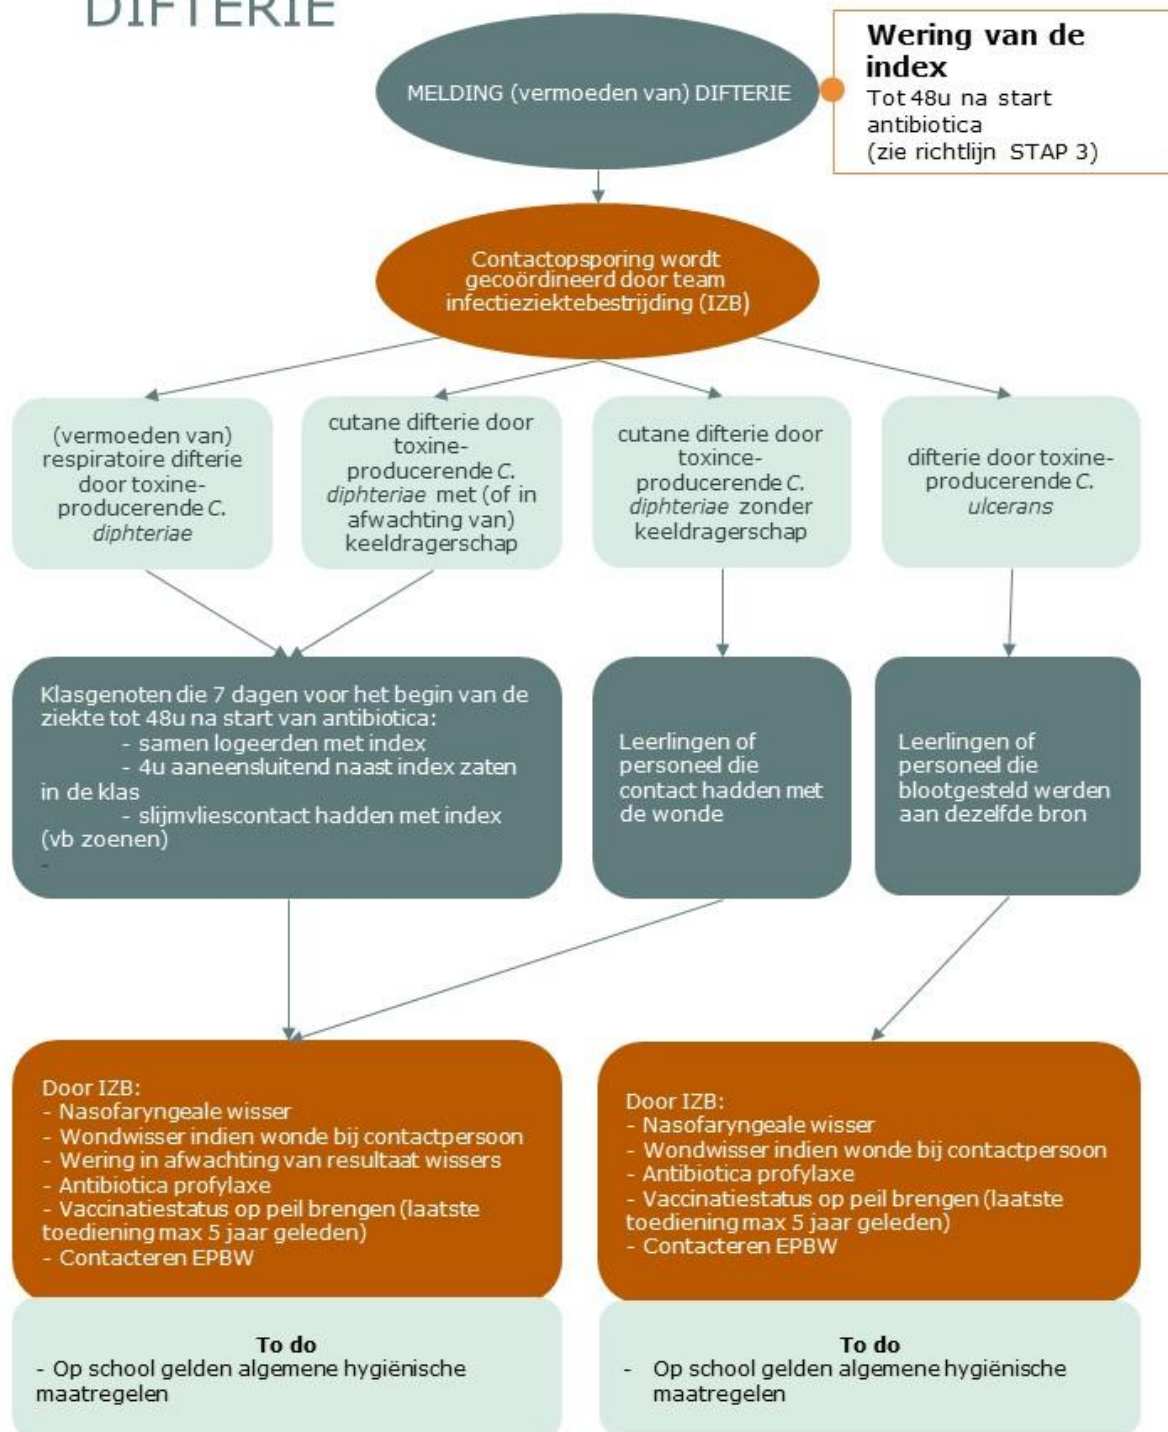 DIFTERIE
MELDING (vermoeden van) DIFTERIE
Wering van de
index
Tot 48u na start
antibiotica
(zie richtlijn STAP 3)
Contactopsporing wordt
gecoördineerd door team
infectieziektebestrijding (IZB)
(vermoeden van)
respiratoire difterie
door toxine-
producerende C.
diphteriae
cutane difterie door
toxine-
producerende C.
diphteriae met (of in
afwachting van)
keeldragerschap
cutane difterie door
toxince-
producerende C.
diphteriae zonder
keeldragerschap
difterie door toxine-
producerende C.
ulcerans
Klasgenoten die 7 dagen voor het begin van de
ziekte tot 48u na start van antibiotica:
- samen logeerden met index
- 4u aaneensluitend naast index zaten
in de klas
- slijmvliescontact hadden met index
(vb zoenen)
-
Leerlingen of
personeel die
contact hadden met
de wonde
Leerlingen of
personeel die
blootgesteld werden
aan dezelfde bron
Door IZB:
- Nasofaryngeale wisser
- Wondwisser indien wonde bij contactpersoon
- Wering in afwachting van resultaat wissers
- Antibiotica profylaxe
- Vaccinatiestatus op peil brengen (laatste
toediening max 5 jaar geleden)
- Contacteren EPBW
Door IZB:
- Nasofaryngeale wisser
- Wondwisser indien wonde bij contactpersoon
- Antibiotica profylaxe
- Vaccinatiestatus op peil brengen (laatste
toediening max 5 jaar geleden)
- Contacteren EPBW
To do
- Op school gelden algemene hygiënische
maatregelen
To do
- Op school gelden algemene hygiënische
maatregelen